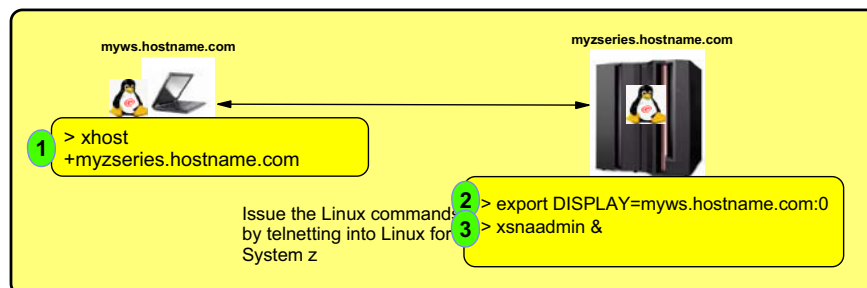 myws.hostname.com
myzseries.hostname.com
1
> xhost
+myzseries.hostname.com
Issue the Linux commands
by telnetting into Linux for
System z
2
> export DISPLAY=myws.hostname.com:0
3
> xsnaadmin &